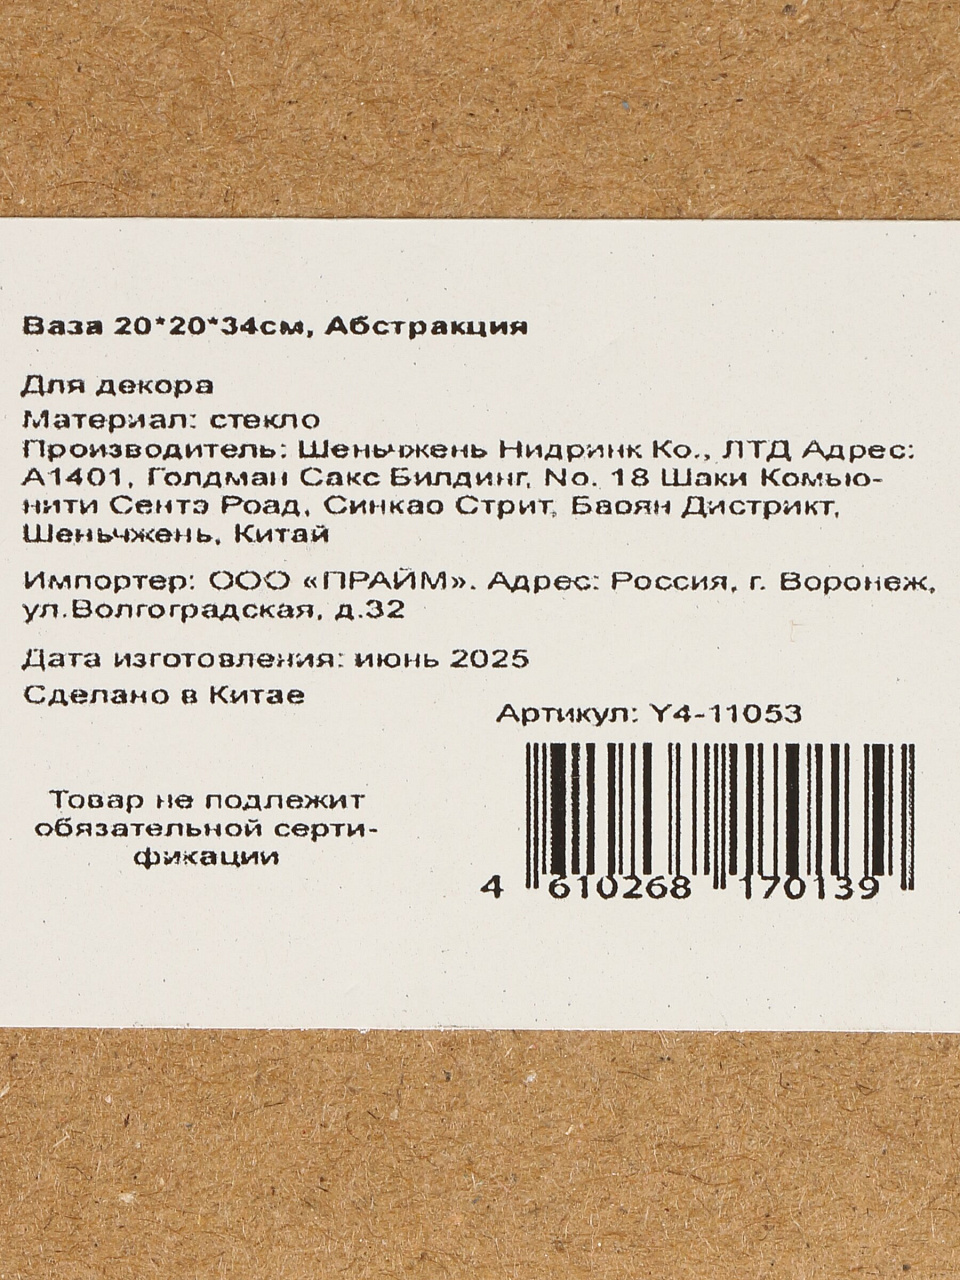 Ваза 20*20*34см, Абстракция
Для декора
Материал: стекло
Производитель: Шеньчжень Нидринк Ко., ЛТД Адрес:
А1401, Голдман Сакс Билдинг, No. 18 Шаки Комью-
нити Сентэ Роад, Синкао Стрит, Баоян Дистрикт,
Шеньчжень, Китай
Импортер: ООО «ПРАЙМ». Адрес: Россия, г. Воронеж,
ул.Волгоградская, д.32
Дата изготовления: июнь 2025
Сделано в Китае
Артикул: Y4-11053
Товар не подлежит
обязательной серти-
фикации
4 610268 170139